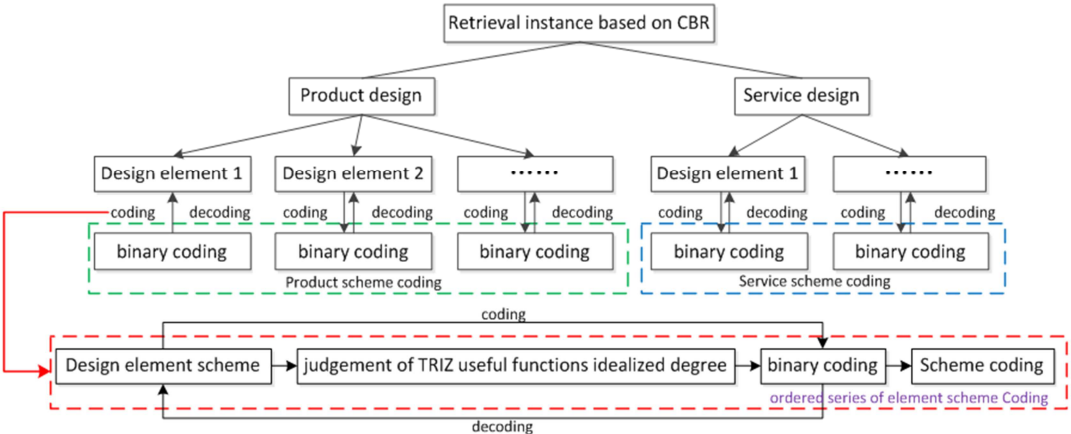 Retrieval instance based on CBR
Product design
Service design
Design element 1
Design element 2
······
Design element 1
······
coding
decoding
coding
decoding
coding
decoding
coding
decoding
coding
decoding
binary coding
binary coding
binary coding
binary coding
binary coding
Product scheme coding
Service scheme coding
coding
Design element scheme
judgement of TRIZ useful functions idealized degree
binary coding
Scheme coding
ordered series of element scheme Coding
decoding